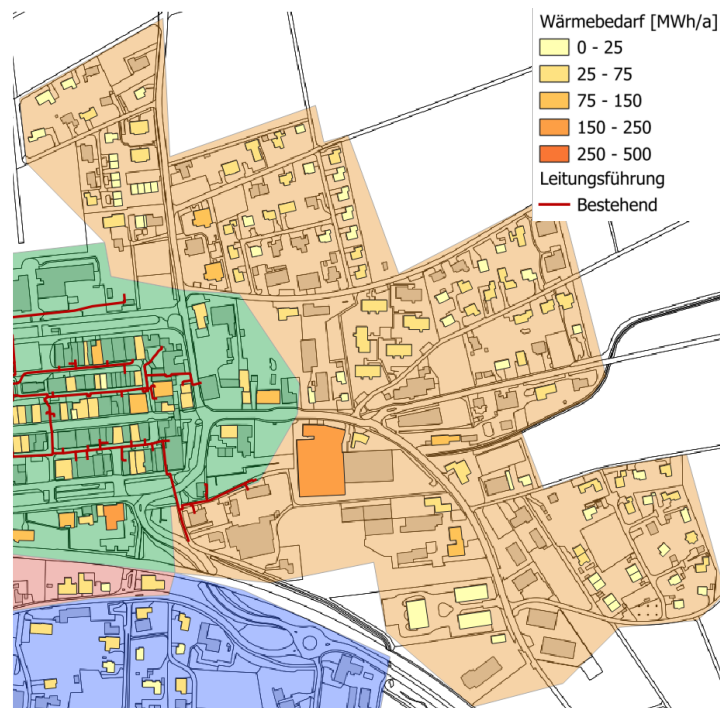 Wärmebedarf [MWh/a]
0 - 25
25 - 75
75 - 150
150 - 250
250 - 500
Leitungsführung
Bestehend